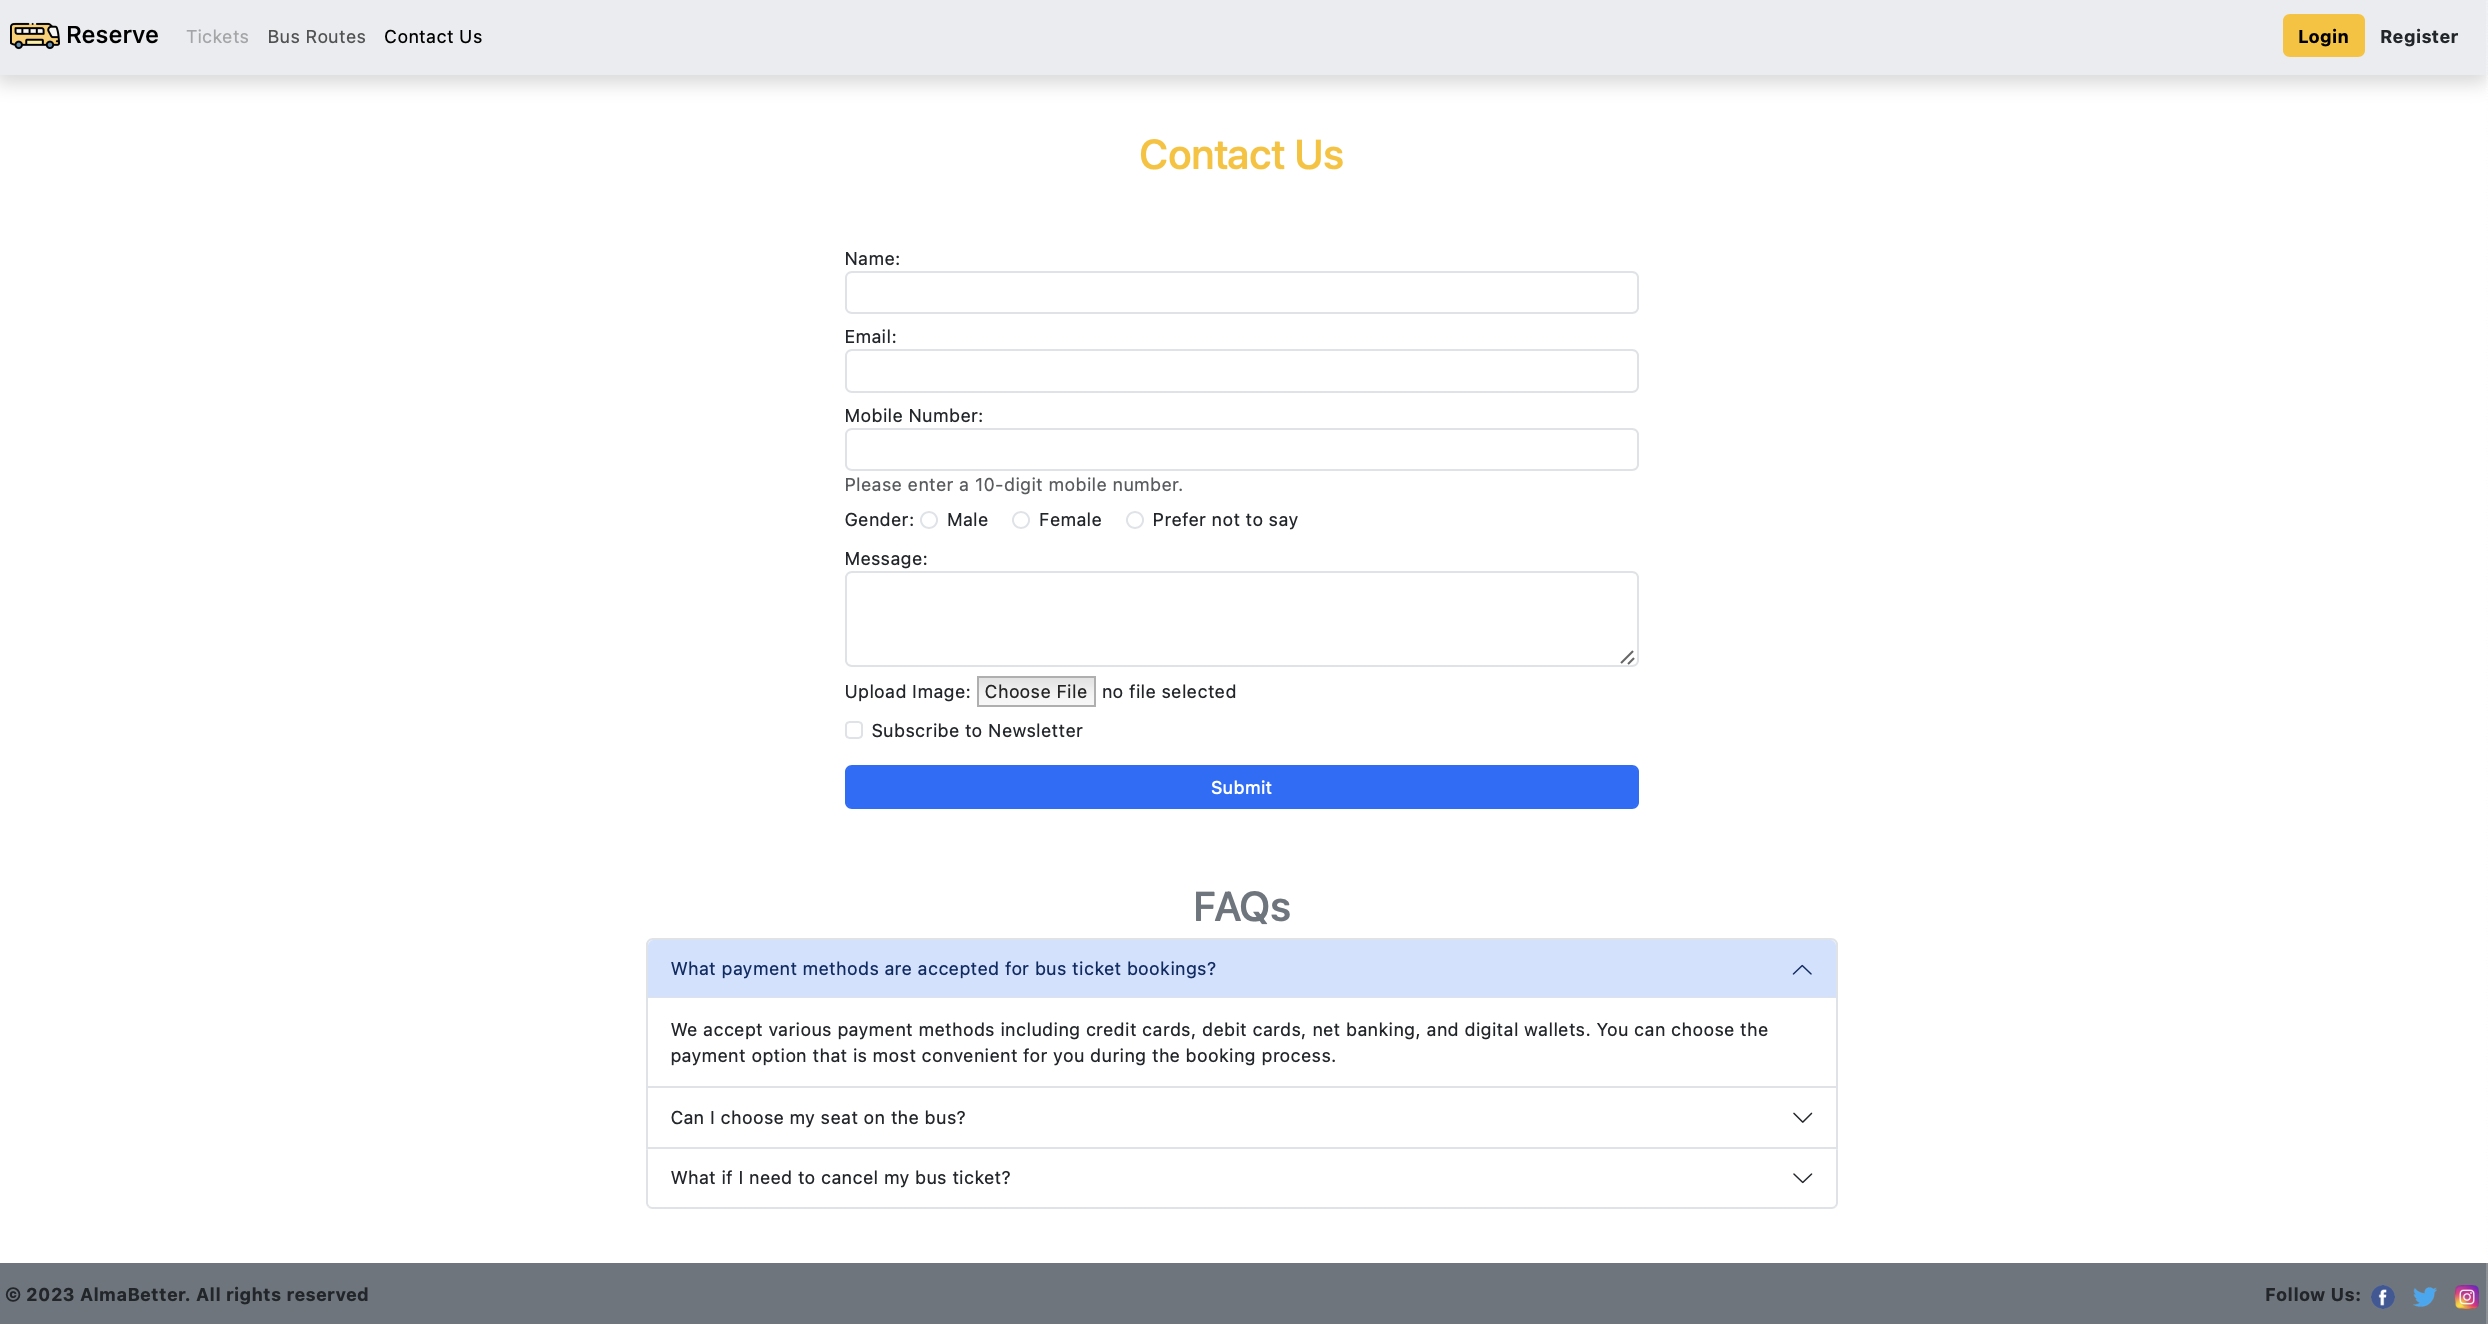 Reserve Tickets Bus Routes Contact Us Login Register
Contact Us
Name:
Email:
Mobile Number:
Please enter a 10-digit mobile number.
Gender: Male Female Prefer not to say
Message:
Upload Image: Choose File no file selected
Subscribe to Newsletter
Submit
FAQs
What payment methods are accepted for bus ticket bookings?
We accept various payment methods including credit cards, debit cards, net banking, and digital wallets. You can choose the
payment option that is most convenient for you during the booking process.
Can I choose my seat on the bus?
What if I need to cancel my bus ticket?
© 2023 AlmaBetter. All rights reserved Follow Us: